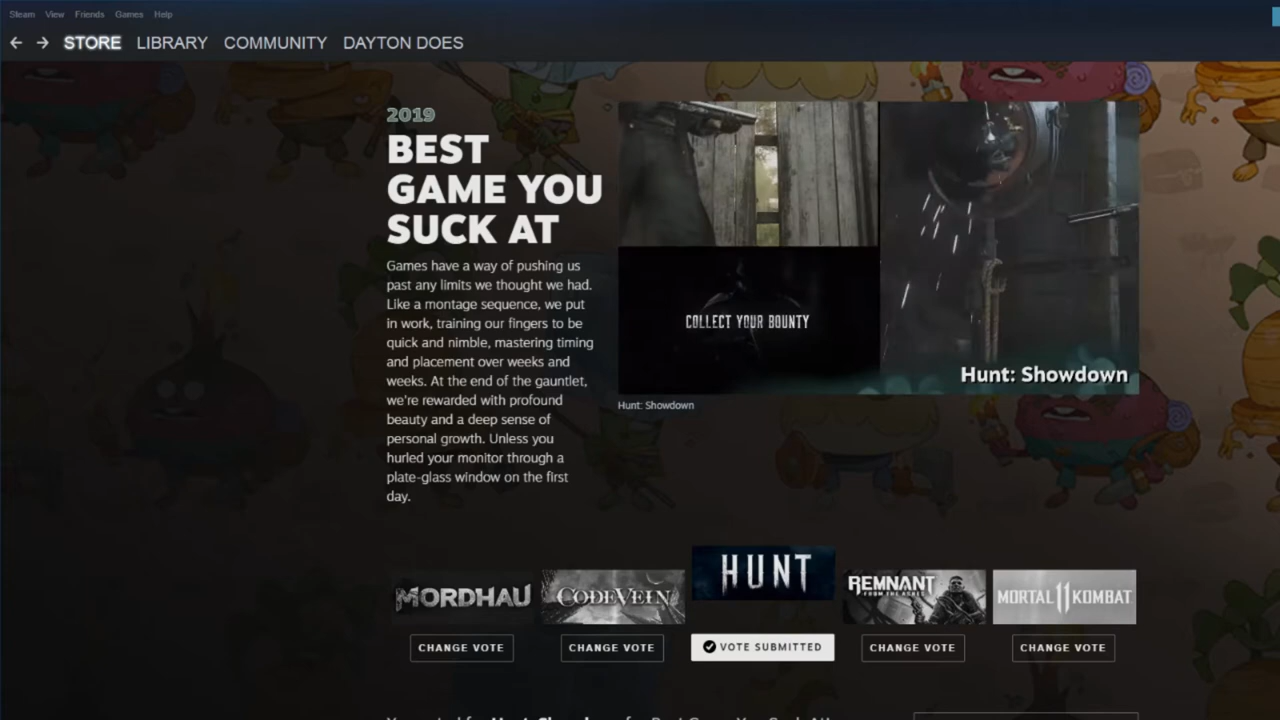 Steam View Friends Games Help
STORE LIBRARY COMMUNITY DAYTON DOES
2019
BEST
GAME YOU
SUCK AT
Games have a way of pushing us
past any limits we thought we had.
Like a montage sequence, we put
in work, training our fingers to be
quick and nimble, mastering timing
and placement over weeks and
weeks. At the end of the gauntlet,
we're rewarded with profound
beauty and a deep sense of
personal growth. Unless you
hurled your monitor through a
plate-glass window on the first
day.
COLLECT YOUR BOUNTY
Hunt: Showdown
Hunt: Showdown
MORDHAU
CODE VEIN
HUNT
REMNANT
FROM THE ASHES
MORTAL 11 KOMBAT
CHANGE VOTE
CHANGE VOTE
VOTE SUBMITTED
CHANGE VOTE
CHANGE VOTE